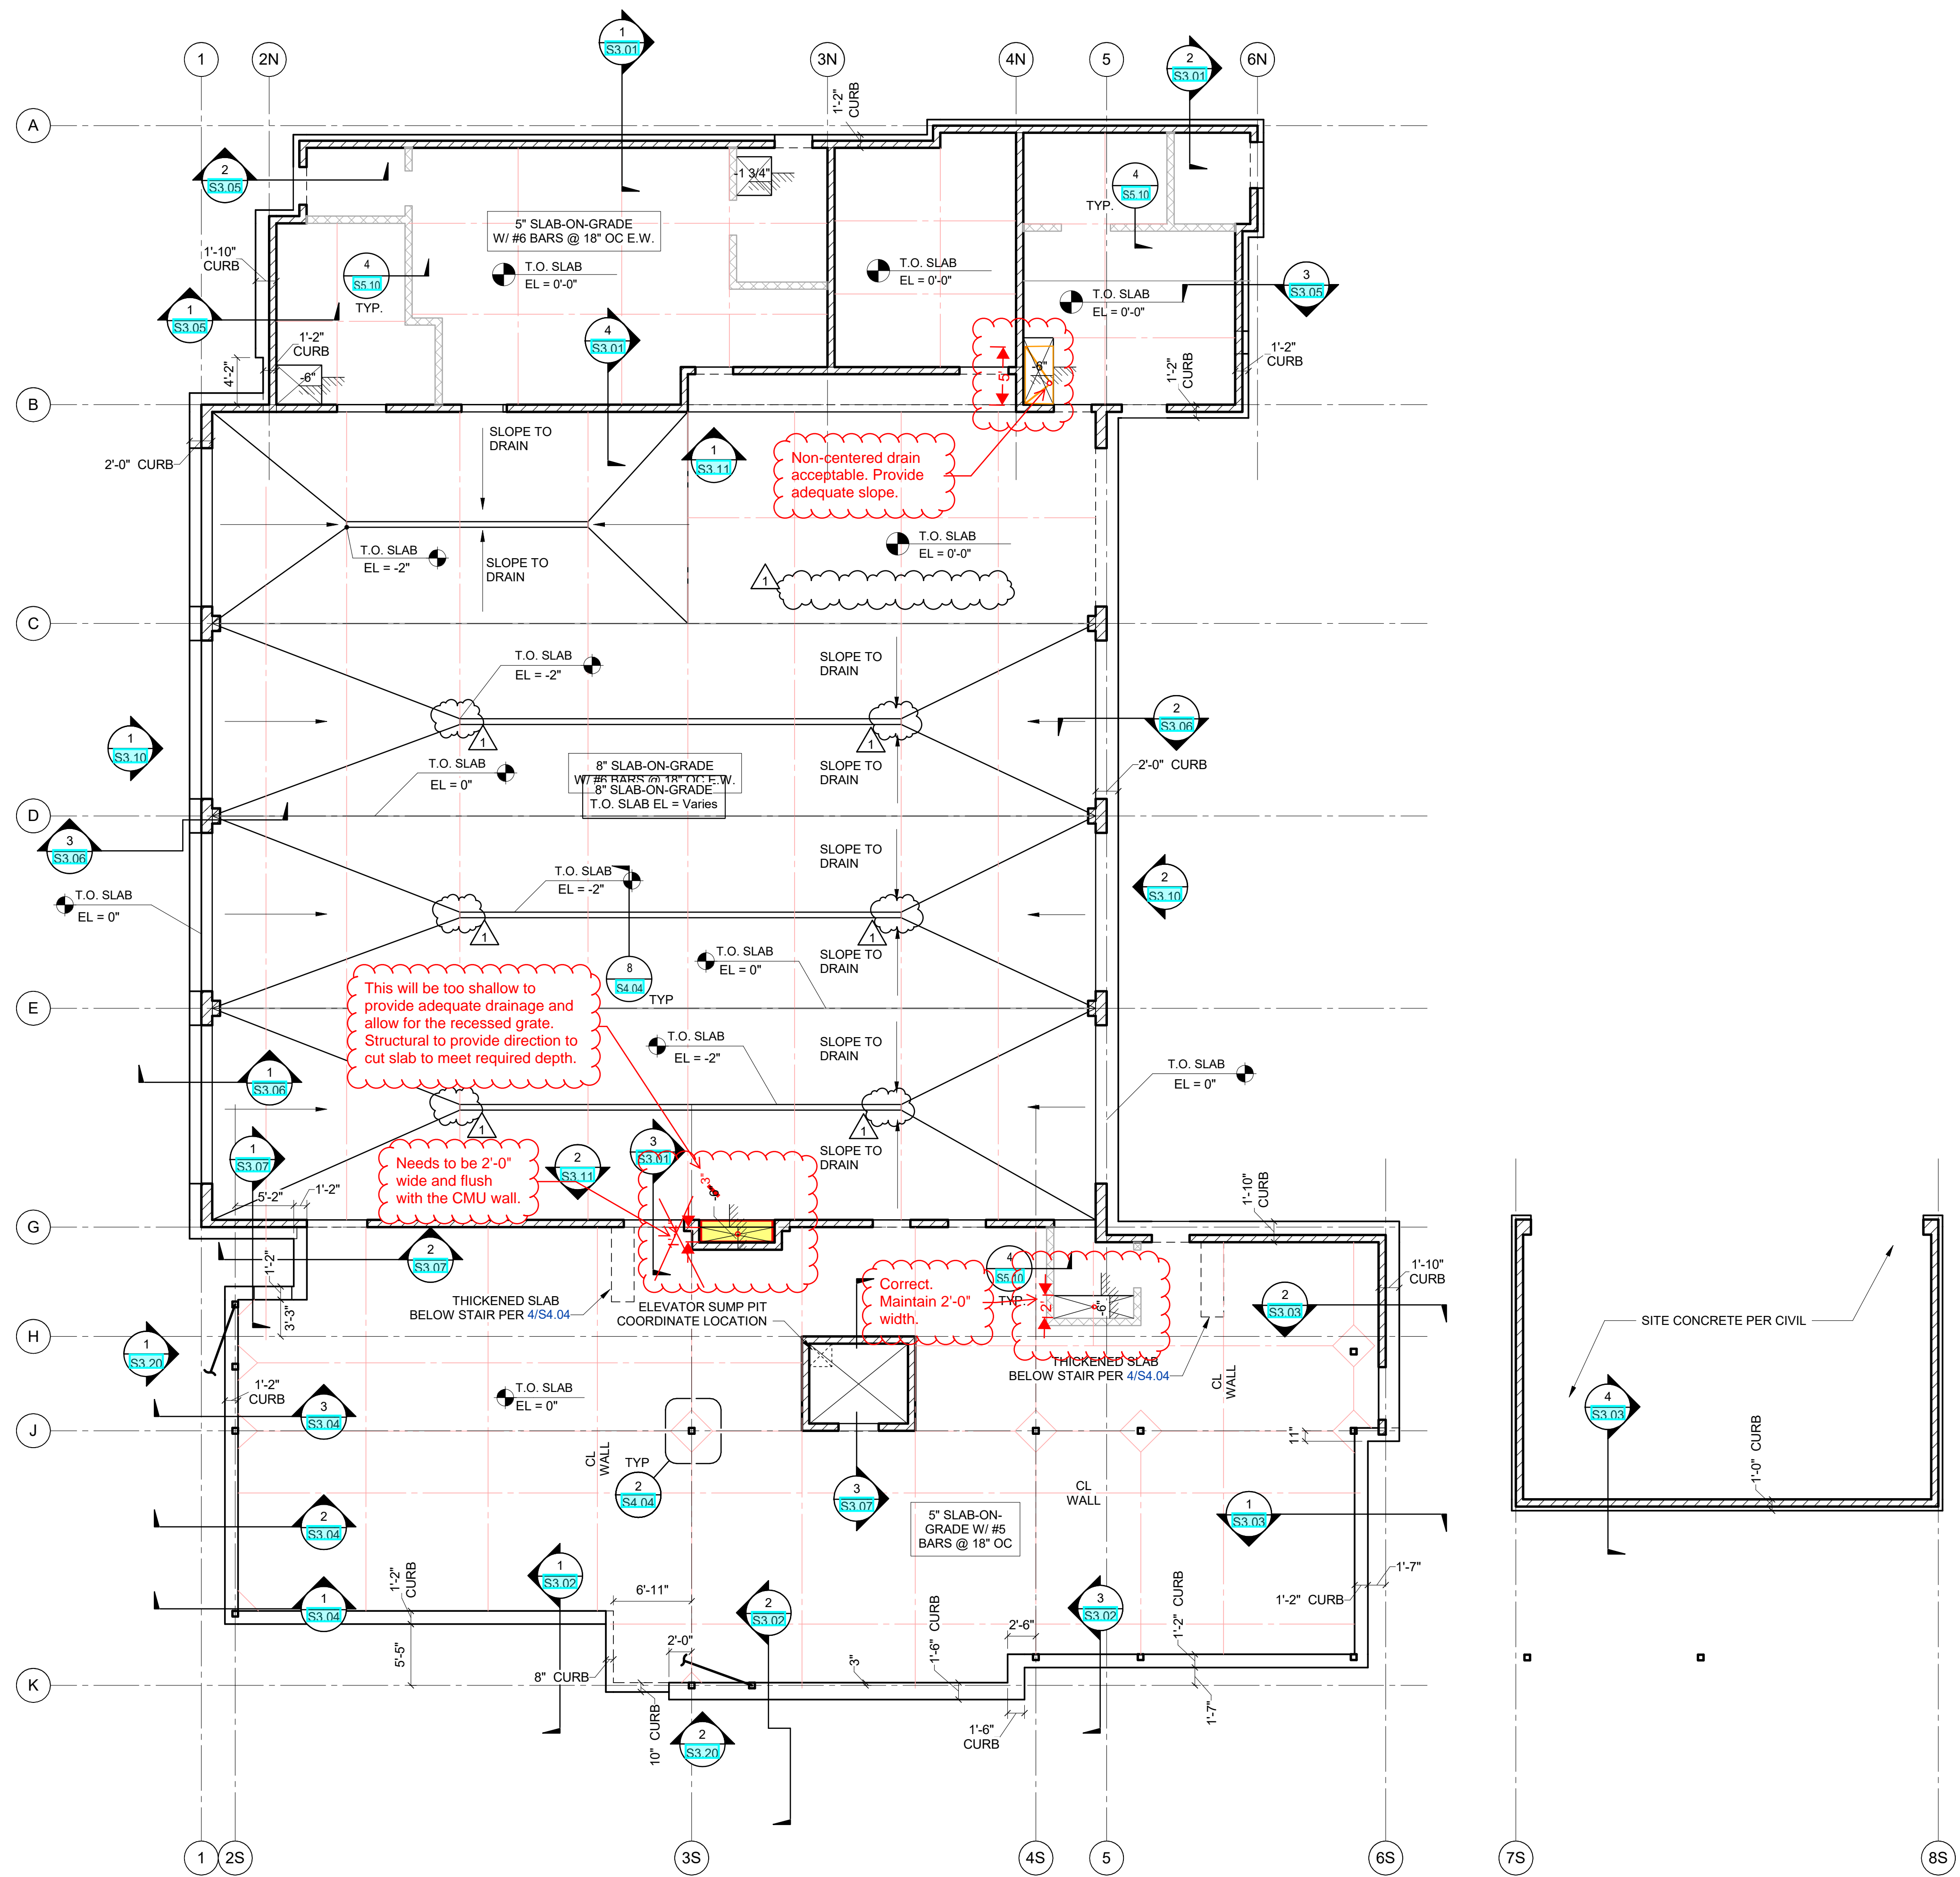 1
S3.01
1
2N
3N
4N
5
6N
2
S3.01
1'-2"
CURB
A
2
S3.05
-1 3/4"
4
S5.10
TYP.
5" SLAB-ON-GRADE
W/ #6 BARS @ 18" OC E.W.
1'-10"
CURB
4
S5.10
TYP.
T.O. SLAB
EL = 0'-0"
T.O. SLAB
EL = 0'-0"
T.O. SLAB
EL = 0'-0"
3
S3.05
1
S3.05
1'-2"
CURB
4
S3.01
1'-2"
CURB
4'-2"
-6"
5'
1'-2"
CURB
B
SLOPE TO
DRAIN
1
S3.11
Non-centered drain
acceptable. Provide
adequate slope.
2'-0" CURB
T.O. SLAB
EL = -2"
SLOPE TO
DRAIN
T.O. SLAB
EL = 0'-0"
1
C
T.O. SLAB
EL = -2"
SLOPE TO
DRAIN
1
S3.10
2
S3.06
1
1
T.O. SLAB
EL = 0"
8" SLAB-ON-GRADE
W/ #6 BARS @ 18" OC E.W.
8" SLAB-ON-GRADE
T.O. SLAB EL = Varies
SLOPE TO
DRAIN
2'-0" CURB
D
3
S3.06
SLOPE TO
DRAIN
T.O. SLAB
EL = 0"
T.O. SLAB
EL = -2"
2
S3.10
1
1
8
S4.04
TYP
T.O. SLAB
EL = 0"
SLOPE TO
DRAIN
This will be too shallow to
provide adequate drainage and
allow for the recessed grate.
Structural to provide direction to
cut slab to meet required depth.
E
T.O. SLAB
EL = -2"
SLOPE TO
DRAIN
T.O. SLAB
EL = 0"
1
S3.06
1
1
1
S3.07
Needs to be 2'-0"
wide and flush
with the CMU wall.
2
S3.11
3
S3.01
SLOPE TO
DRAIN
5'-2"
1'-2"
-3"
1'-10"
CURB
G
2
S3.07
1'-2"
3'-3"
THICKENED SLAB
BELOW STAIR PER 4/S4.04
ELEVATOR SUMP PIT
COORDINATE LOCATION
Correct.
Maintain 2'-0"
width.
4
S5.10
TYP.
2'
-6"
2
S3.03
1'-10"
CURB
SITE CONCRETE PER CIVIL
H
1
S3.20
THICKENED SLAB
BELOW STAIR PER 4/S4.04
CL
WALL
1'-2"
CURB
T.O. SLAB
EL = 0"
3
S3.04
4
S3.03
J
11"
CL
WALL
TYP
2
S4.04
3
S3.07
CL
WALL
1'-0" CURB
2
S3.04
5" SLAB-ON-
GRADE W/ #5
BARS @ 18" OC
1
S3.03
1
S3.02
1'-2"
CURB
6'-11"
1'-7"
1
S3.04
2
S3.02
3
S3.02
1'-2" CURB
1'-2" CURB
5'-5"
2'-0"
1'-6" CURB
2'-6"
8" CURB
3"
K
10" CURB
2
S3.20
1'-6"
CURB
1'-7"
1
2S
3S
4S
5
6S
7S
8S